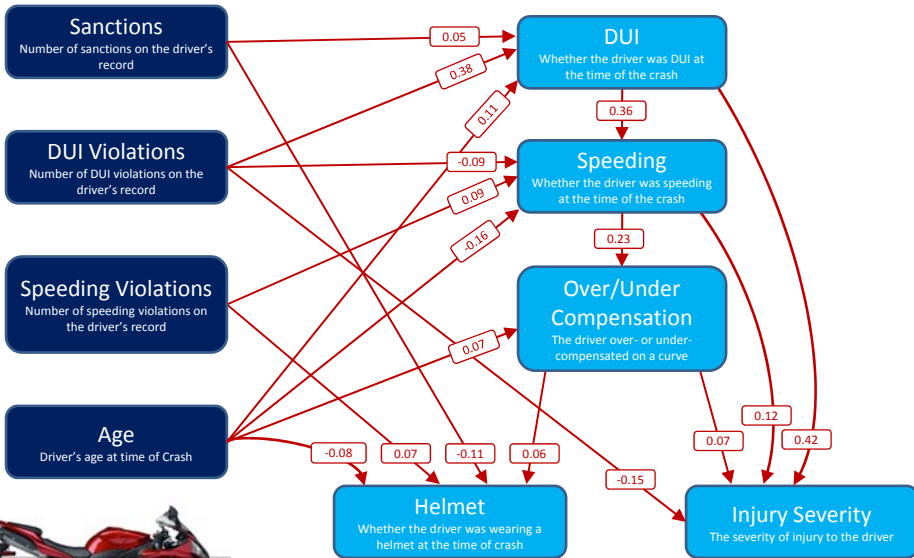 Sanctions
Number of sanctions on the driver's
record
DUI Violations
Number of DUI violations on the
driver's record
Speeding Violations
Number of speeding violations on
the driver's record
Age
Driver's age at time of Crash
DUI
Whether the driver was DUI at
the time of the crash
Speeding
Whether the driver was speeding
at the time of the crash
Over/Under
Compensation
The driver over- or under-
compensated on a curve
Helmet
Whether the driver was wearing a
helmet at the time of crash
Injury Severity
The severity of injury to the driver
0.05
0.38
0.11
0.36
-0.09
0.09
-0.16
0.23
0.07
0.12
-0.08
0.07
-0.11
0.06
0.07
0.42
-0.15